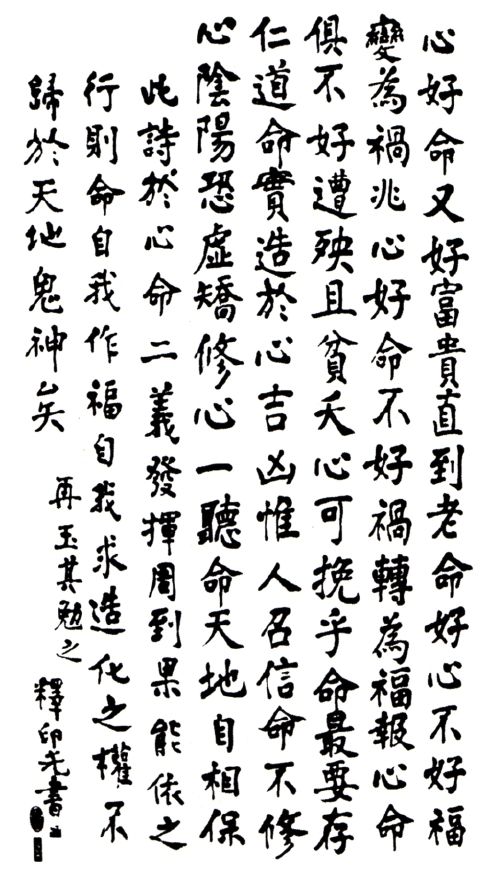 心好命又好富貴直到老命好心不好福
變為禍兆心好命不好禍轉為福報心命
俱不好遭殃且貧夭心可挽乎命最要存
仁道命實造於心吉凶惟人召信命不修
心陰陽恐虛矯修心一聽命天地自相保
此詩於心命二義發揮周到果能依之
行則命自我作福自我求造化之權不
歸於天地鬼神矣
再玉其勉之
釋印光書